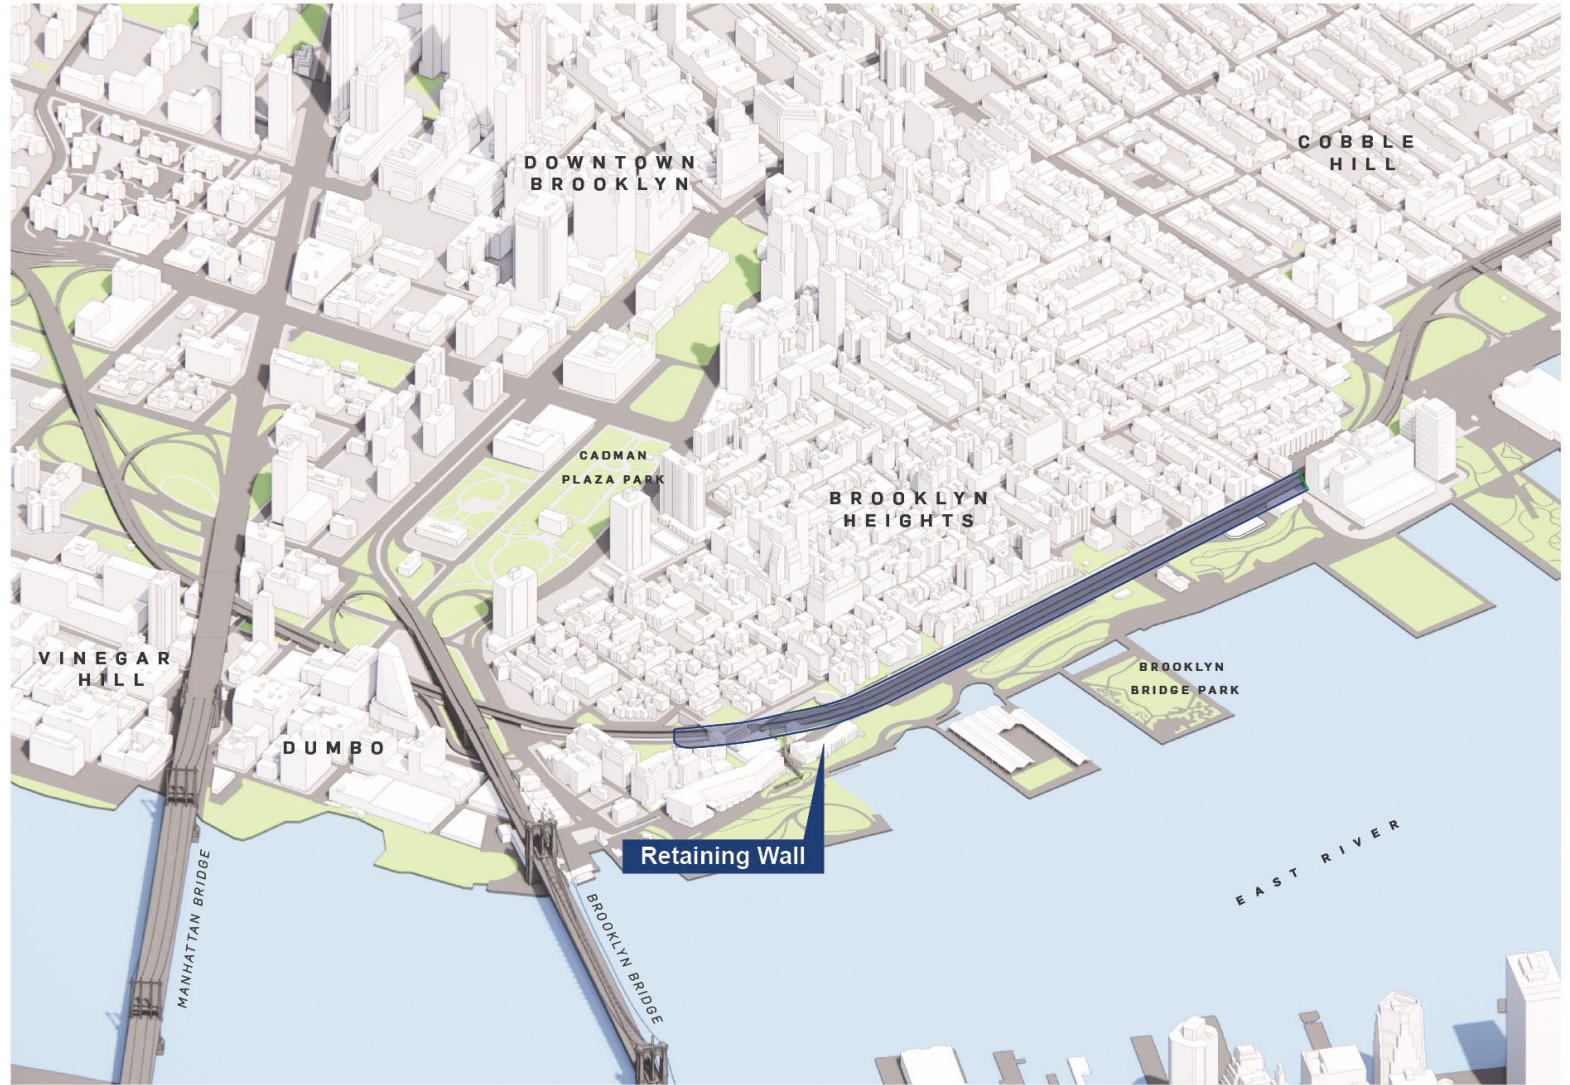 COBBLE
HILL
DOWNTOWN
BROOKLYN
CADMAN
PLAZA PARK
BROOKLYN
HEIGHTS
VINEGAR
HILL
BROOKLYN
BRIDGE PARK
DUMBO
Retaining Wall
EAST RIVER
MANHATTAN BRIDGE
BROOKLYN BRIDGE